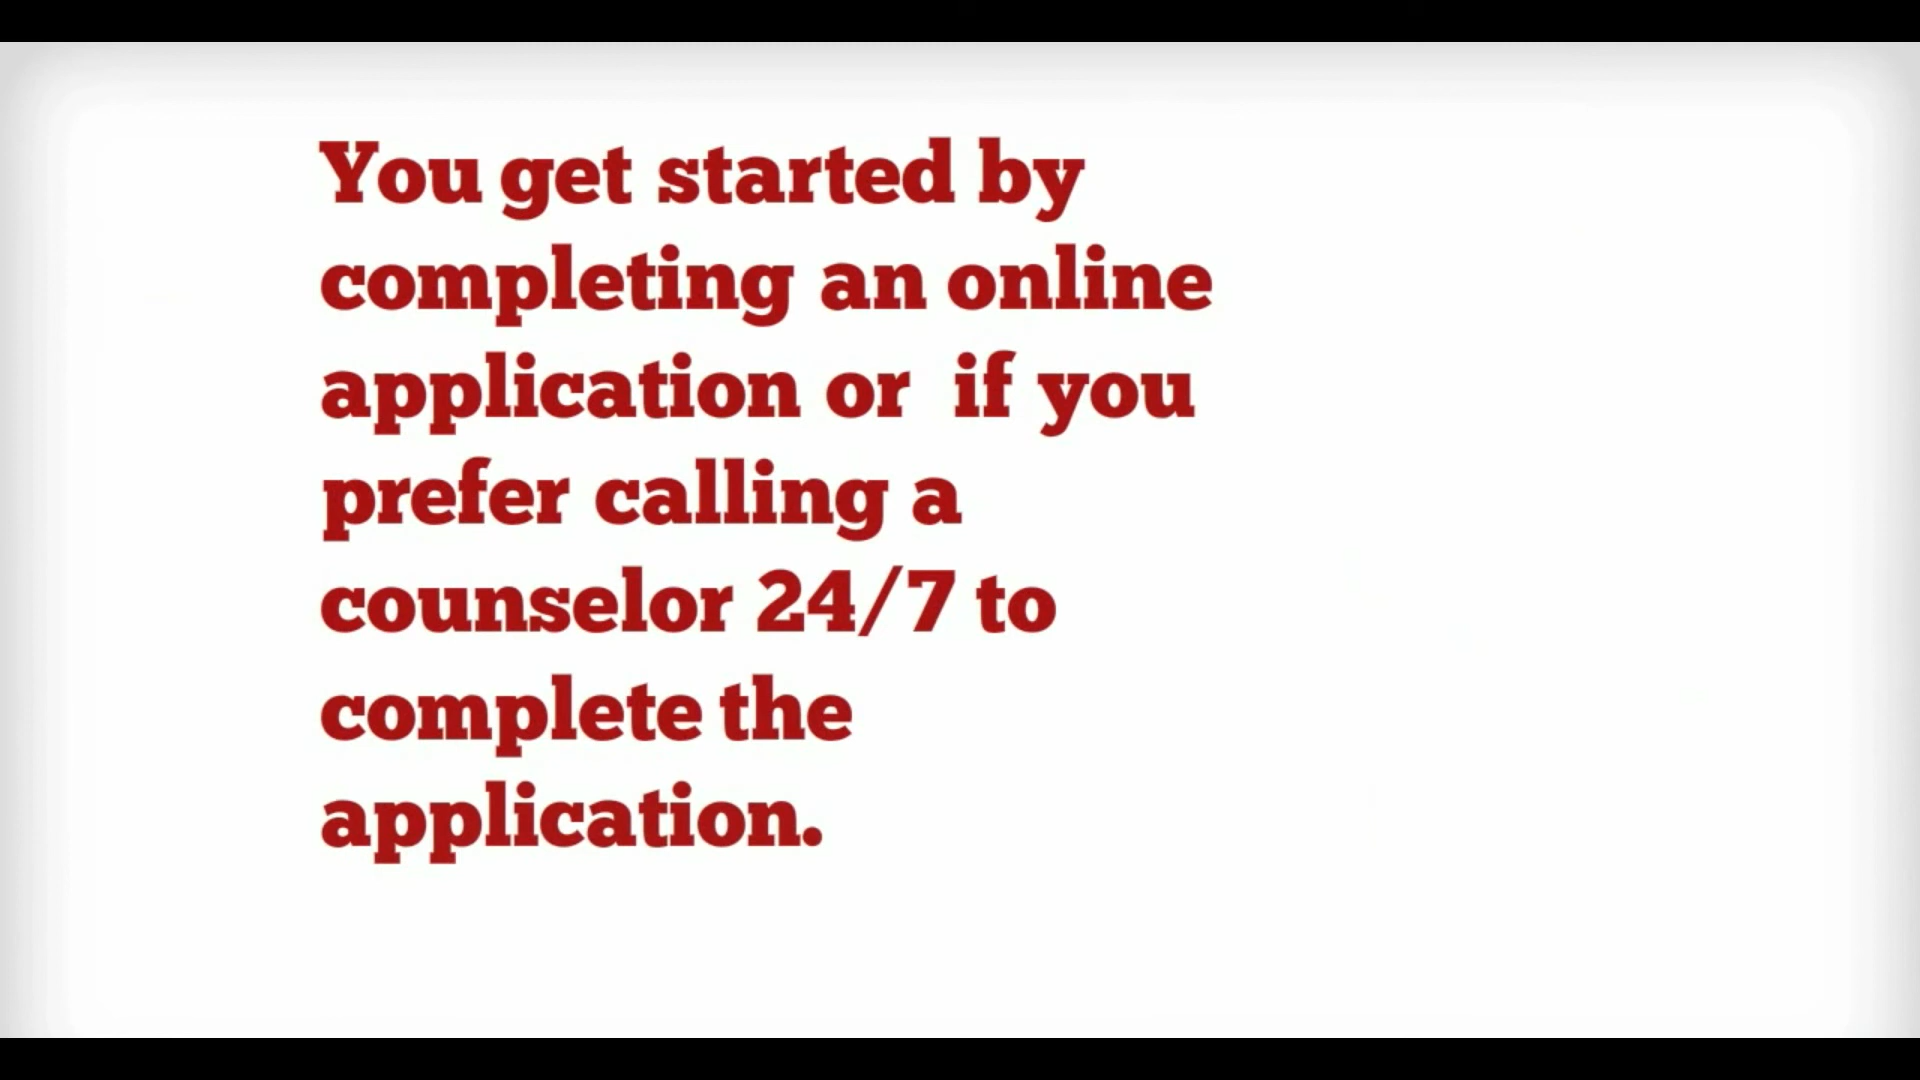 You get started by
completing an online
application or  if you
prefer calling a
counselor 24/7 to
complete the
application.